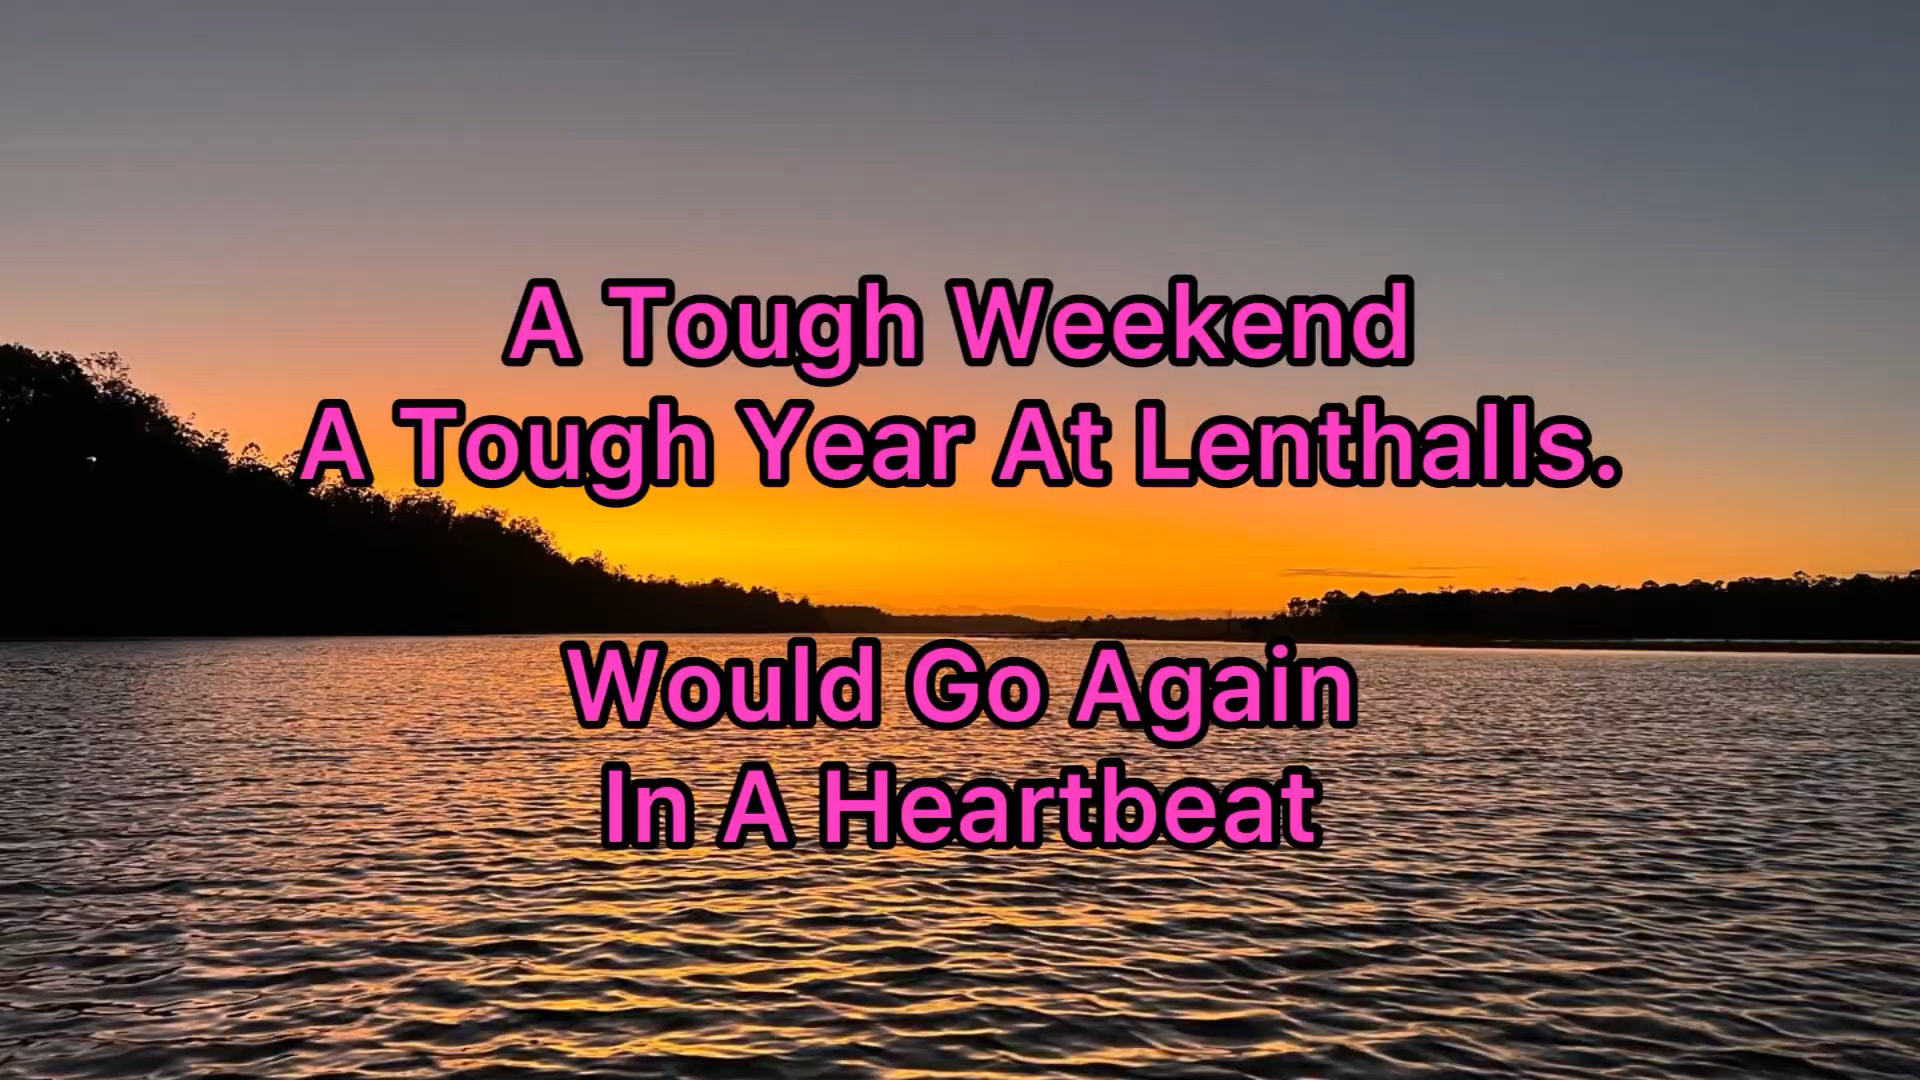 A Tough Weekend
A Tough Year At Lenthalls.
Would Go Again
In A Heartbeat